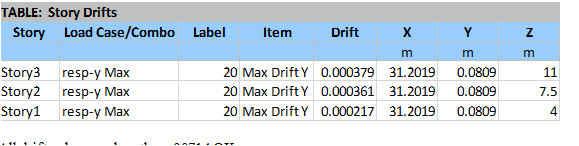 TABLE: Story Drifts
Story Load Case/Combo Label Item Drift X Y Z
m m m
Story3 resp-y Max 20 Max Drift Y 0.000379 31.2019 0.0809 11
Story2 resp-y Max 20 Max Drift Y 0.000361 31.2019 0.0809 7.5
Story1 resp-y Max 20 Max Drift Y 0.000217 31.2019 0.0809 4